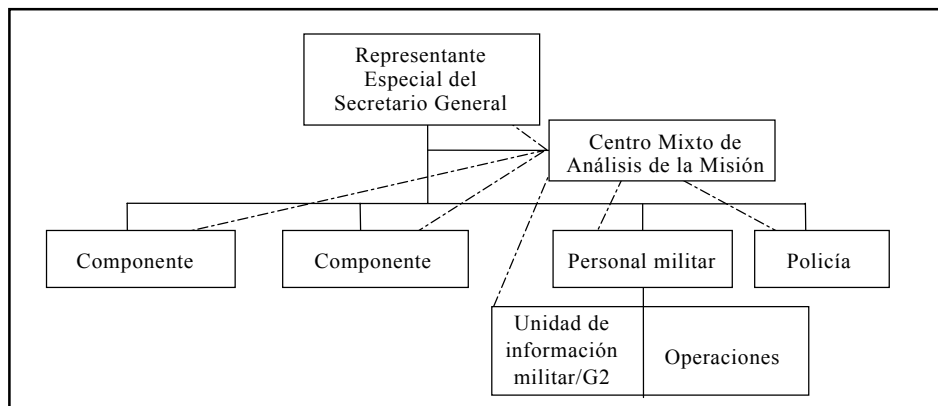 Representante
Especial del
Secretario General
Centro Mixto de
Análisis de la Misión
Componente
Componente
Personal militar
Policía
Unidad de
información
militar/G2
Operaciones